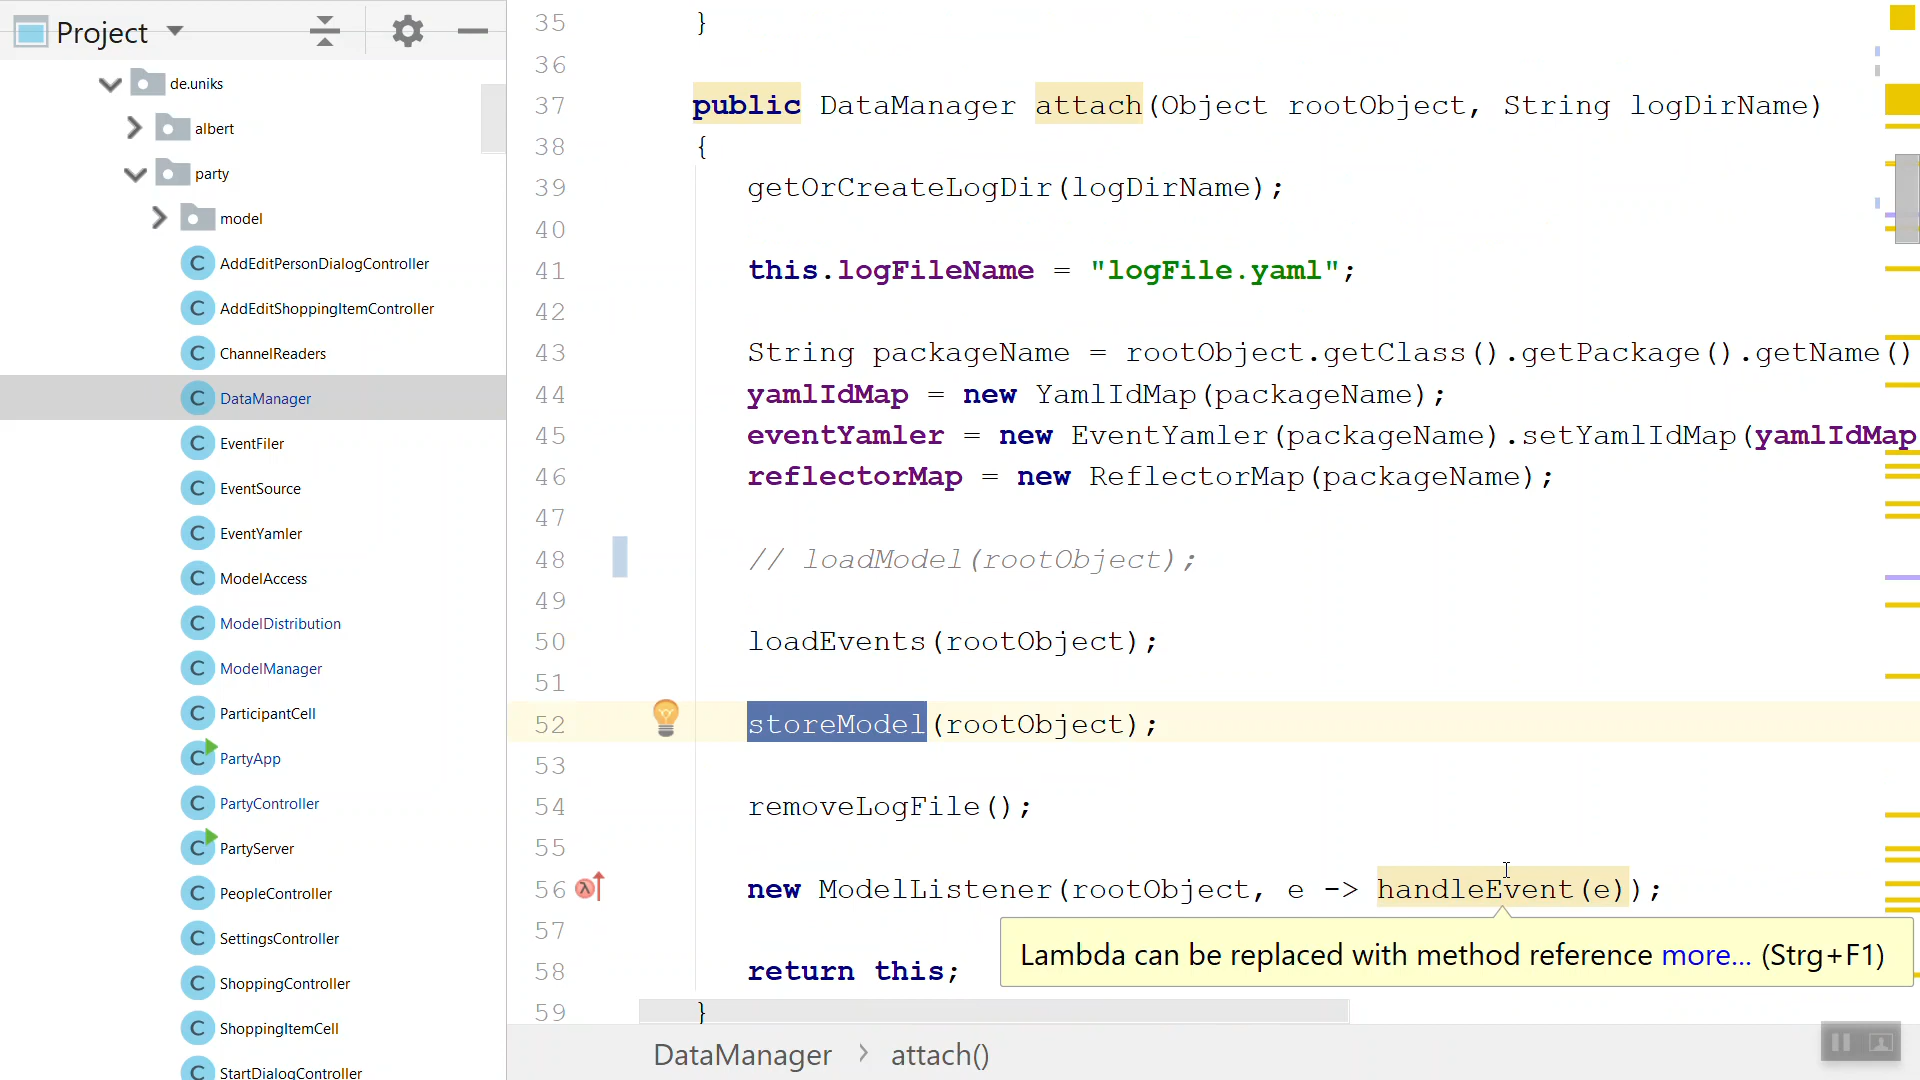 Project
de.uniks
albert
party
model
AddEditPersonDialogController
AddEditShoppingItemController
ChannelReaders
DataManager
EventFiler
EventSource
EventYamler
ModelAccess
ModelDistribution
ModelManager
ParticipantCell
PartyApp
PartyController
PartyServer
PeopleController
SettingsController
ShoppingController
ShoppingItemCell
StartDialogController
35 }
36
37 public DataManager attach(Object rootObject, String logDirName)
38 {
39 getOrCreateLogDir(logDirName);
40
41 this.logFileName = "logFile.yaml";
42
43 String packageName = rootObject.getClass().getPackage().getName()
44 yamlIdMap = new YamlIdMap(packageName);
45 eventYamler = new EventYamler(packageName).setYamlIdMap(yamlIdMap
46 reflectorMap = new ReflectorMap(packageName);
47
48 // loadModel(rootObject);
49
50 loadEvents(rootObject);
51
52 storeModel(rootObject);
53
54 removeLogFile();
55
56 new ModelListener(rootObject, e -> handleEvent(e));
57
Lambda can be replaced with method reference more... (Strg+F1)
58 return this;
59 }
DataManager > attach()